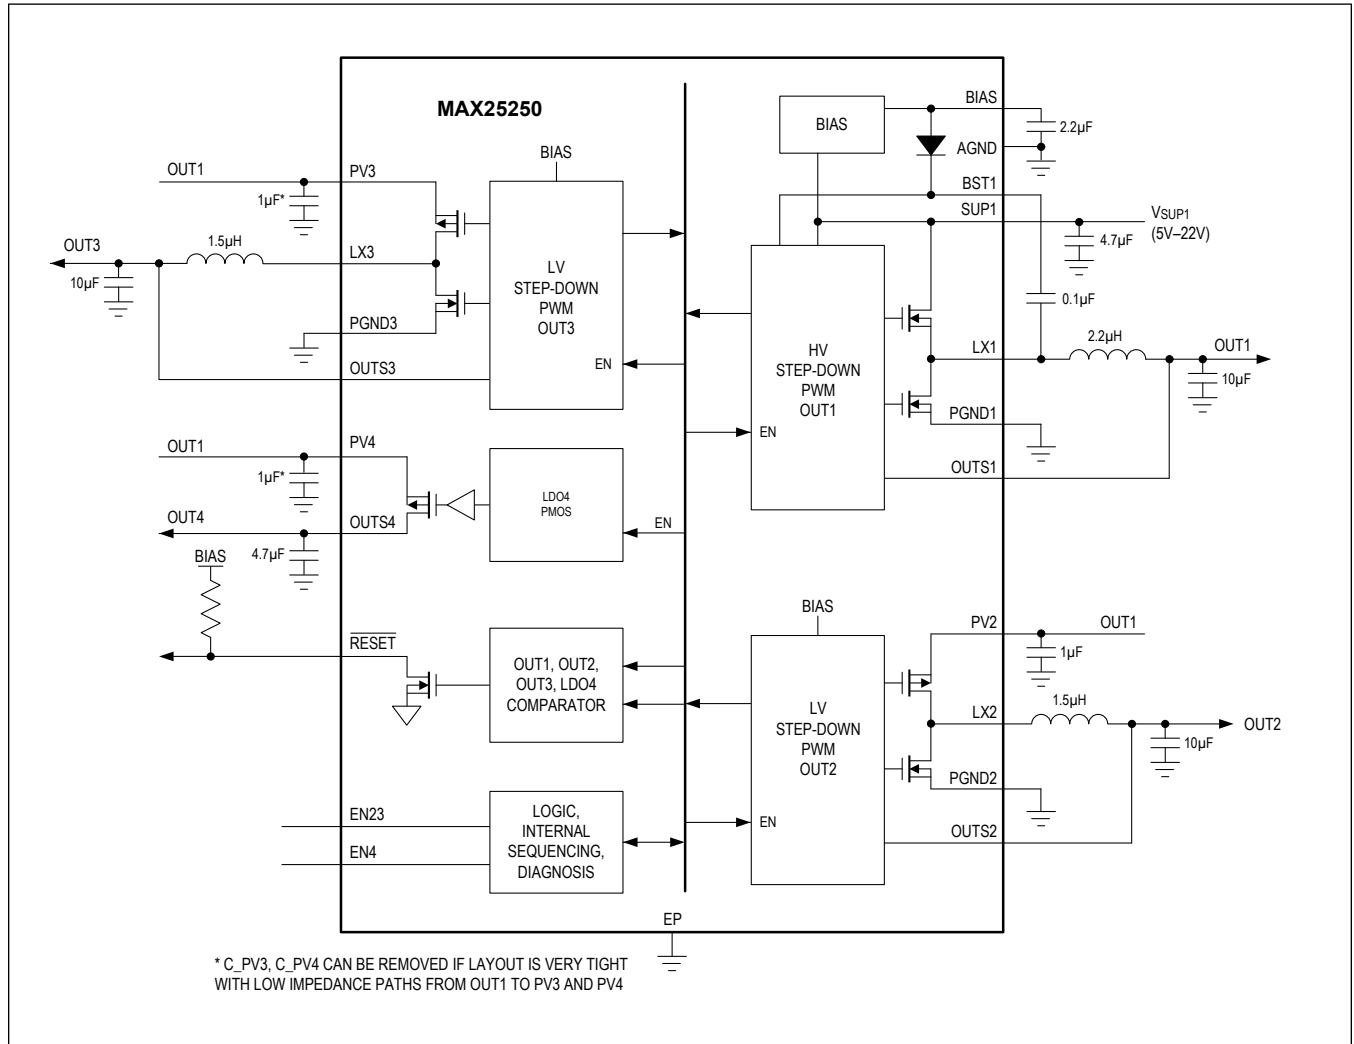 MAX25250
BIAS
BIAS
2.2µF
AGND
BST1
SUP1
VSUP1
(5V–22V)
4.7µF
0.1µF
HV
STEP-DOWN
PWM
OUT1
EN
LX1
2.2µH
OUT1
10µF
PGND1
OUTS1
OUT1
PV3
1µF*
BIAS
OUT3
1.5µH
LX3
10µF
LV
STEP-DOWN
PWM
OUT3
EN
PGND3
OUTS3
OUT1
PV4
1µF*
LDO4
PMOS
EN
OUT4
OUTS4
4.7µF
BIAS
RESET
OUT1, OUT2,
OUT3, LDO4
COMPARATOR
EN23
EN4
LOGIC,
INTERNAL
SEQUENCING,
DIAGNOSIS
BIAS
LV
STEP-DOWN
PWM
OUT2
EN
PV2
OUT1
1µF
LX2
1.5µH
OUT2
10µF
PGND2
OUTS2
EP
* C_PV3, C_PV4 CAN BE REMOVED IF LAYOUT IS VERY TIGHT
WITH LOW IMPEDANCE PATHS FROM OUT1 TO PV3 AND PV4